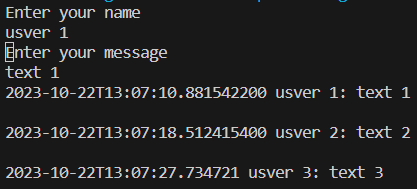 Enter your name
usver 1
Enter your message
text 1
2023-10-22T13:07:10.881542200 usver 1: text 1
2023-10-22T13:07:18.512415400 usver 2: text 2
2023-10-22T13:07:27.734721 usver 3: text 3